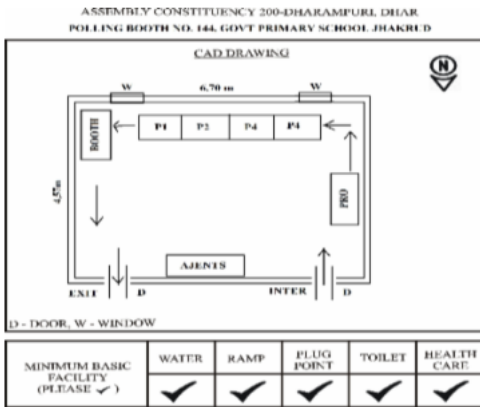 ASSEMBLY CONSTITUENCY 200-DHARAMPURI, DHAR
POLLING BOOTH NO. 144, GOVT PRIMARY SCHOOL JHAKRUD
CAD DRAWING
N
W 6.70 m W
BOOTH P1 P2 P4 P4
4.57m
PRO
AJENTS
EXIT D INTER D
D - DOOR, W - WINDOW
MINIMUM BASIC FACILITY (PLEASE ✓ ) WATER RAMP PLUG POINT TOILET HEALTH CARE
✓ ✓ ✓ ✓ ✓